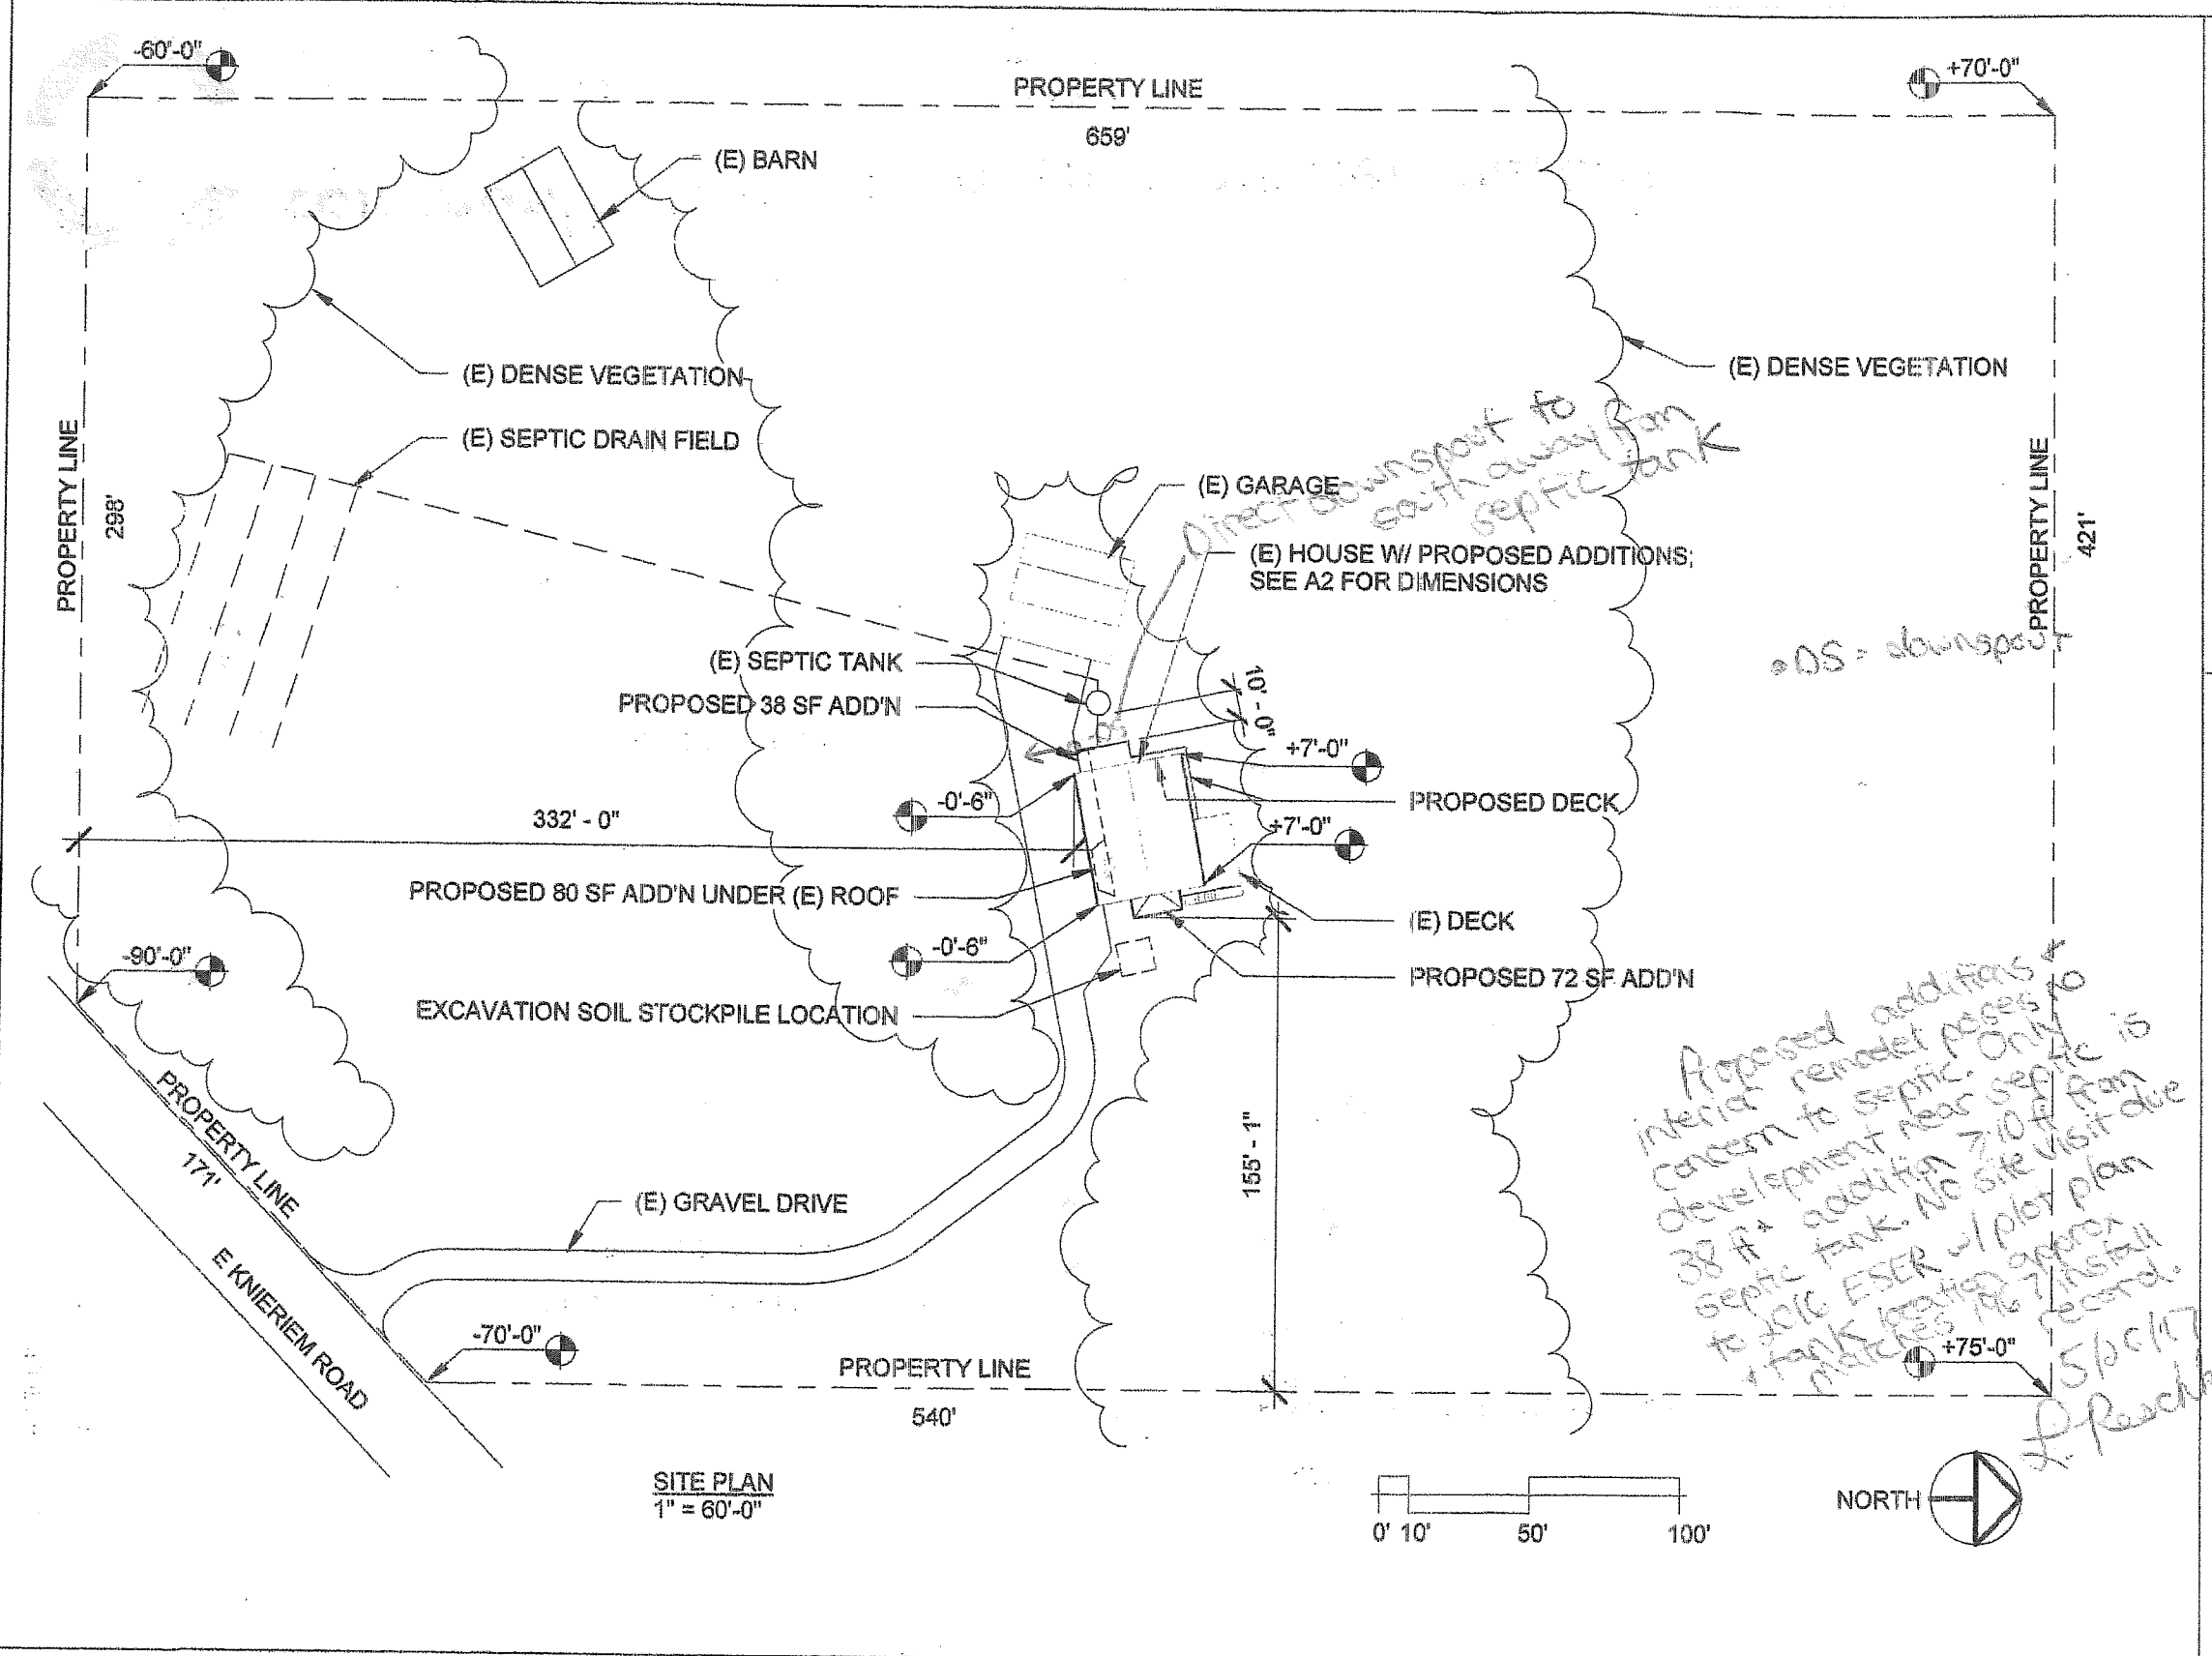 -60'-0"
PROPERTY LINE
659'
+70'-0"
(E) BARN
(E) DENSE VEGETATION
(E) DENSE VEGETATION
(E) SEPTIC DRAIN FIELD
PROPERTY LINE
298'
Direct downspout to
south away from
septic tank
(E) GARAGE
(E) HOUSE W/ PROPOSED ADDITIONS;
SEE A2 FOR DIMENSIONS
PROPERTY LINE
421'
•DS = downspout
(E) SEPTIC TANK
PROPOSED 38 SF ADD'N
10' - 0"
DS
+7'-0"
-0'-6"
PROPOSED DECK
332' - 0"
+7'-0"
PROPOSED 80 SF ADD'N UNDER (E) ROOF
(E) DECK
-0'-6"
-90'-0"
PROPOSED 72 SF ADD'N
EXCAVATION SOIL STOCKPILE LOCATION
Proposed additions +
interior remodel poses no
concern to septic. Only
development near septic is
38 ft² addition >10 ft from
septic tank. No site visit due
to ESER w/ plot plan
+ tank location approx
matches install
record.
PROPERTY LINE
171'
155' - 1"
(E) GRAVEL DRIVE
E KNIERIEM ROAD
-70'-0"
PROPERTY LINE
540'
+75'-0"
SITE PLAN
1" = 60'-0"
0' 10' 50' 100'
NORTH